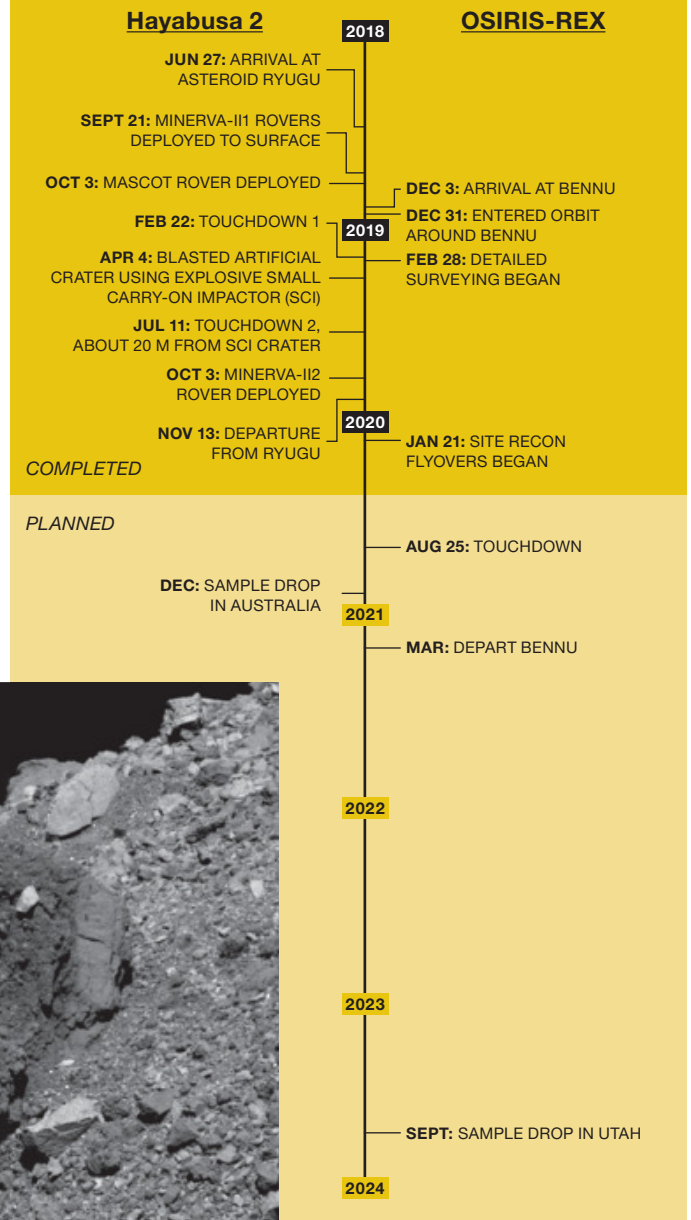 Hayabusa 2
OSIRIS-REX
2018
JUN 27: ARRIVAL AT
ASTEROID RYUGU
SEPT 21: MINERVA-II1 ROVERS
DEPLOYED TO SURFACE
OCT 3: MASCOT ROVER DEPLOYED
DEC 3: ARRIVAL AT BENNU
DEC 31: ENTERED ORBIT
AROUND BENNU
2019
FEB 22: TOUCHDOWN 1
FEB 28: DETAILED
SURVEYING BEGAN
APR 4: BLASTED ARTIFICIAL
CRATER USING EXPLOSIVE SMALL
CARRY-ON IMPACTOR (SCI)
JUL 11: TOUCHDOWN 2,
ABOUT 20 M FROM SCI CRATER
OCT 3: MINERVA-II2
ROVER DEPLOYED
NOV 13: DEPARTURE
FROM RYUGU
2020
JAN 21: SITE RECON
FLYOVERS BEGAN
COMPLETED
PLANNED
AUG 25: TOUCHDOWN
DEC: SAMPLE DROP
IN AUSTRALIA
2021
MAR: DEPART BENNU
2022
2023
SEPT: SAMPLE DROP IN UTAH
2024